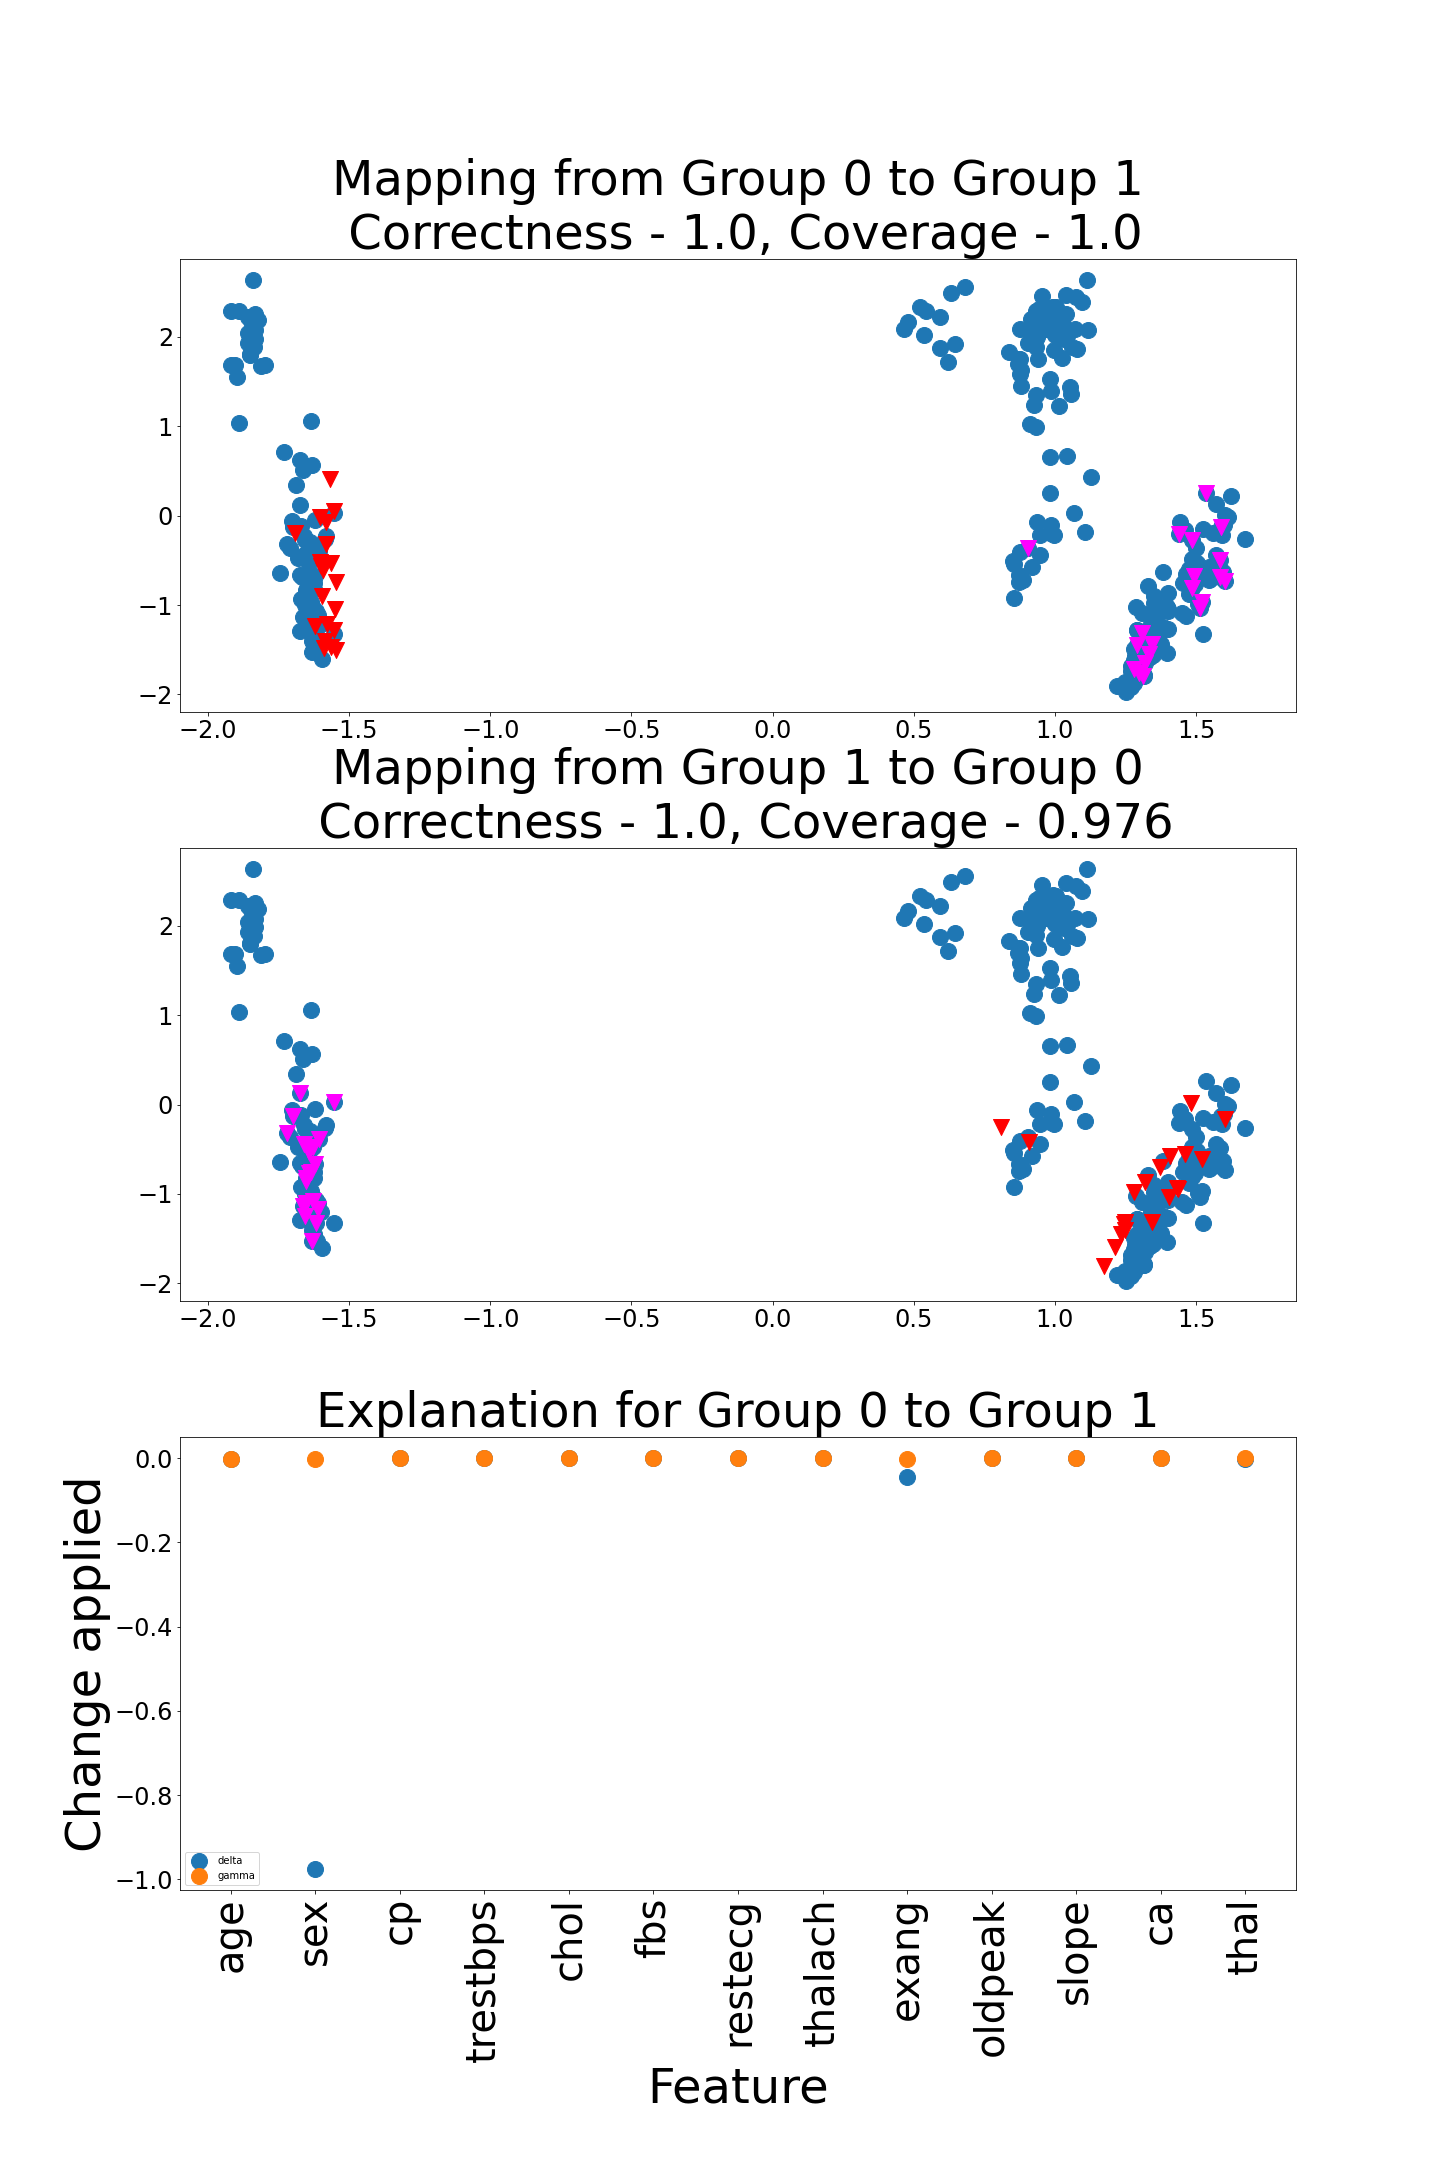 Mapping from Group 0 to Group 1
Correctness - 1.0, Coverage - 1.0
2
1
0
−1
−2
−2.0 −1.5 −1.0 −0.5 0.0 0.5 1.0 1.5
Mapping from Group 1 to Group 0
Correctness - 1.0, Coverage - 0.976
2
1
0
−1
−2
−2.0 −1.5 −1.0 −0.5 0.0 0.5 1.0 1.5
Explanation for Group 0 to Group 1
Change applied
0.0
−0.2
−0.4
−0.6
−0.8
−1.0
delta
gamma
age sex cp trestbps chol fbs restecg thalach exang oldpeak slope ca thal
Feature